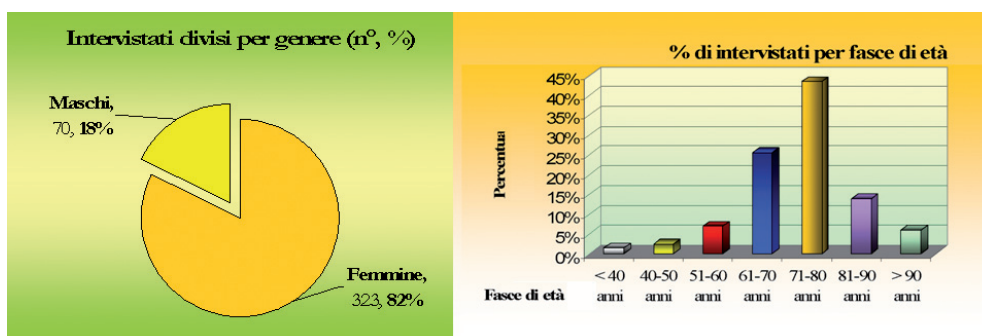 Intervistati divisi per genere (n°, %)
Maschi,
70, 18%
Femmine,
323, 82%
% di intervistati per fasce di età
Percentua
45%
40%
35%
30%
25%
20%
15%
10%
5%
0%
< 40 40-50 51-60 61-70 71-80 81-90 > 90
Fasce di età anni anni anni anni anni anni anni